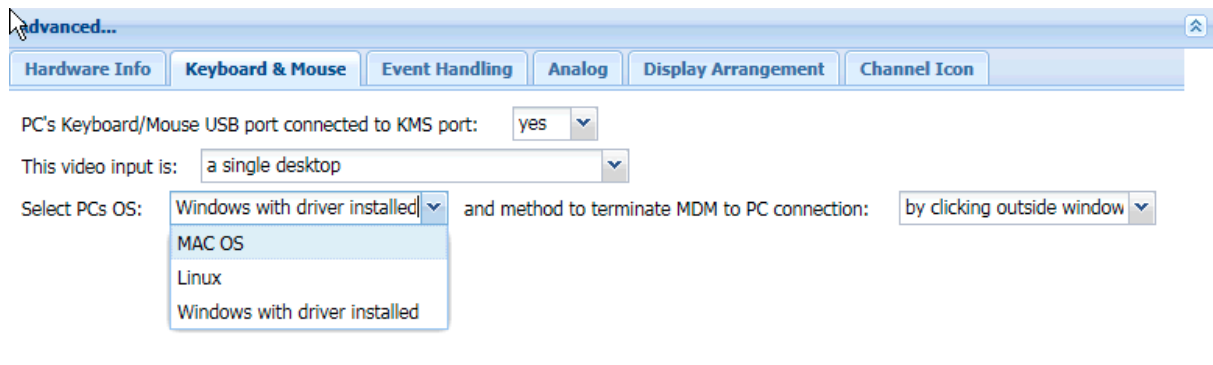 Advanced...
Hardware Info Keyboard & Mouse Event Handling Analog Display Arrangement Channel Icon
PC's Keyboard/Mouse USB port connected to KMS port: yes
This video input is: a single desktop
Select PCs OS: Windows with driver installed and method to terminate MDM to PC connection: by clicking outside window
MAC OS
Linux
Windows with driver installed